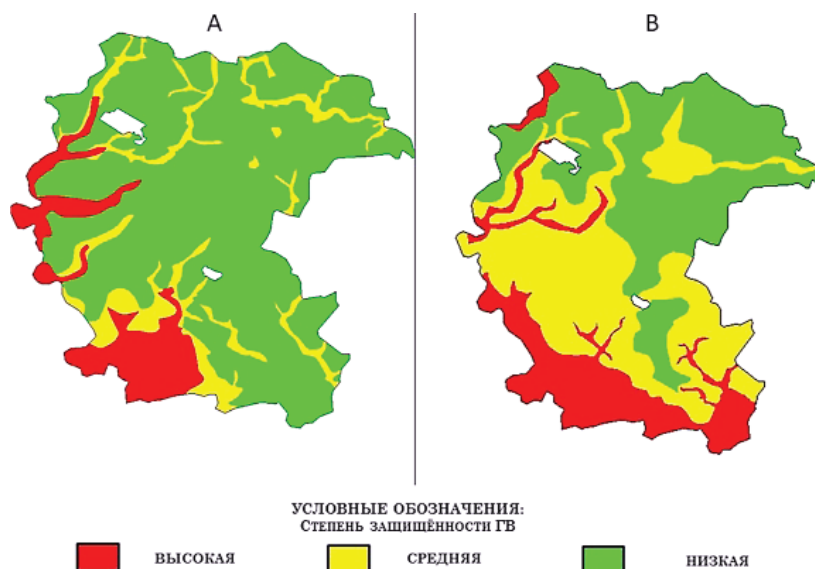 А В
УСЛОВНЫЕ ОБОЗНАЧЕНИЯ:
СТЕПЕНЬ ЗАЩИЩЁННОСТИ ГВ
ВЫСОКАЯ СРЕДНЯЯ НИЗКАЯ